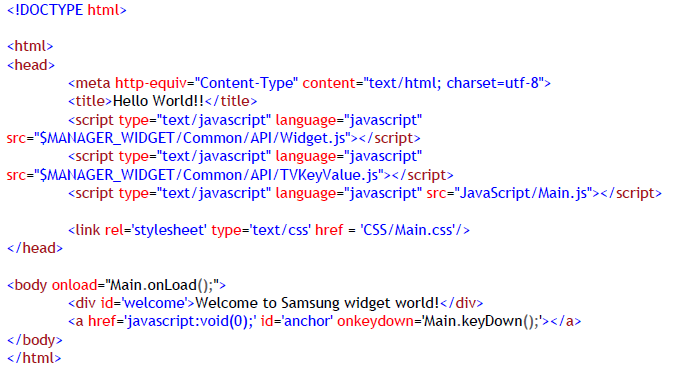 <!DOCTYPE html>
<html>
<head>
<meta http-equiv="Content-Type" content="text/html; charset=utf-8">
<title>Hello World!!</title>
<script type="text/javascript" language="javascript"
src="$MANAGER_WIDGET/Common/API/Widget.js"></script>
<script type="text/javascript" language="javascript"
src="$MANAGER_WIDGET/Common/API/TVKeyValue.js"></script>
<script type="text/javascript" language="javascript" src="JavaScript/Main.js"></script>
<link rel='stylesheet' type='text/css' href = 'CSS/Main.css'/>
</head>
<body onload="Main.onLoad();">
<div id='welcome'>Welcome to Samsung widget world!</div>
<a href='javascript:void(0);' id='anchor' onkeydown='Main.keyDown();'></a>
</body>
</html>